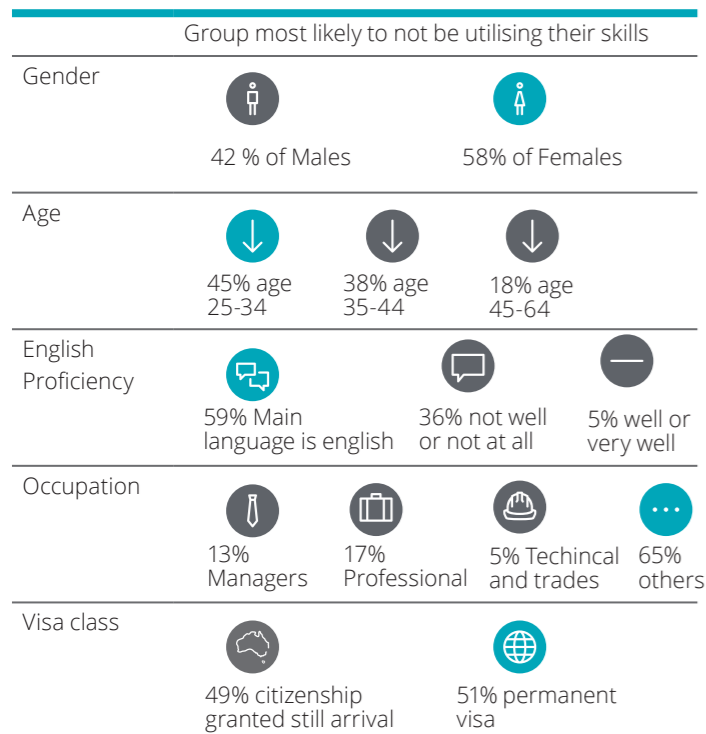 Group most likely to not be utilising their skills
Gender
42 % of Males
58% of Females
Age
45% age
25-34
38% age
35-44
18% age
45-64
English
Proficiency
59% Main
language is english
36% not well
or not at all
5% well or
very well
Occupation
13%
Managers
17%
Professional
5% Techincal
and trades
65%
others
Visa class
49% citizenship
granted still arrival
51% permanent
visa